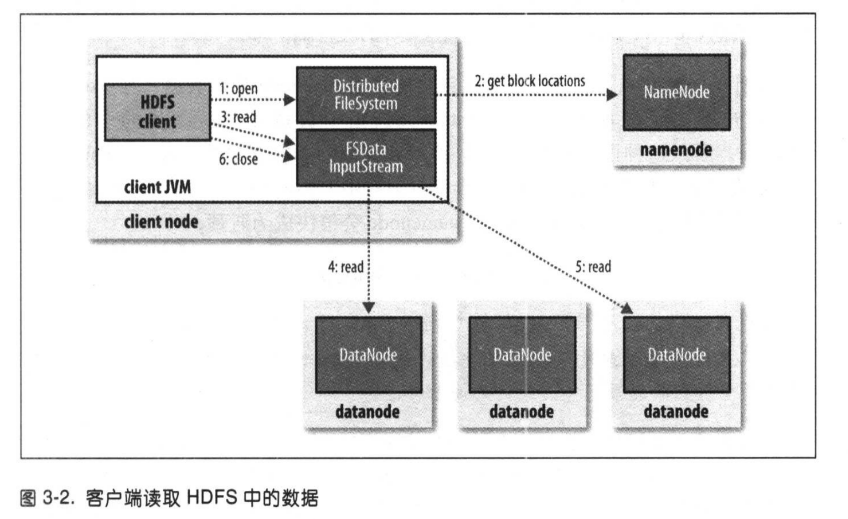 HDFS
client
1: open
3: read
6: close
Distributed
FileSystem
FSData
InputStream
2: get block locations
NameNode
namenode
client JVM
client node
4: read
5: read
DataNode
DataNode
DataNode
datanode
datanode
datanode
图 3-2. 客户端读取 HDFS 中的数据